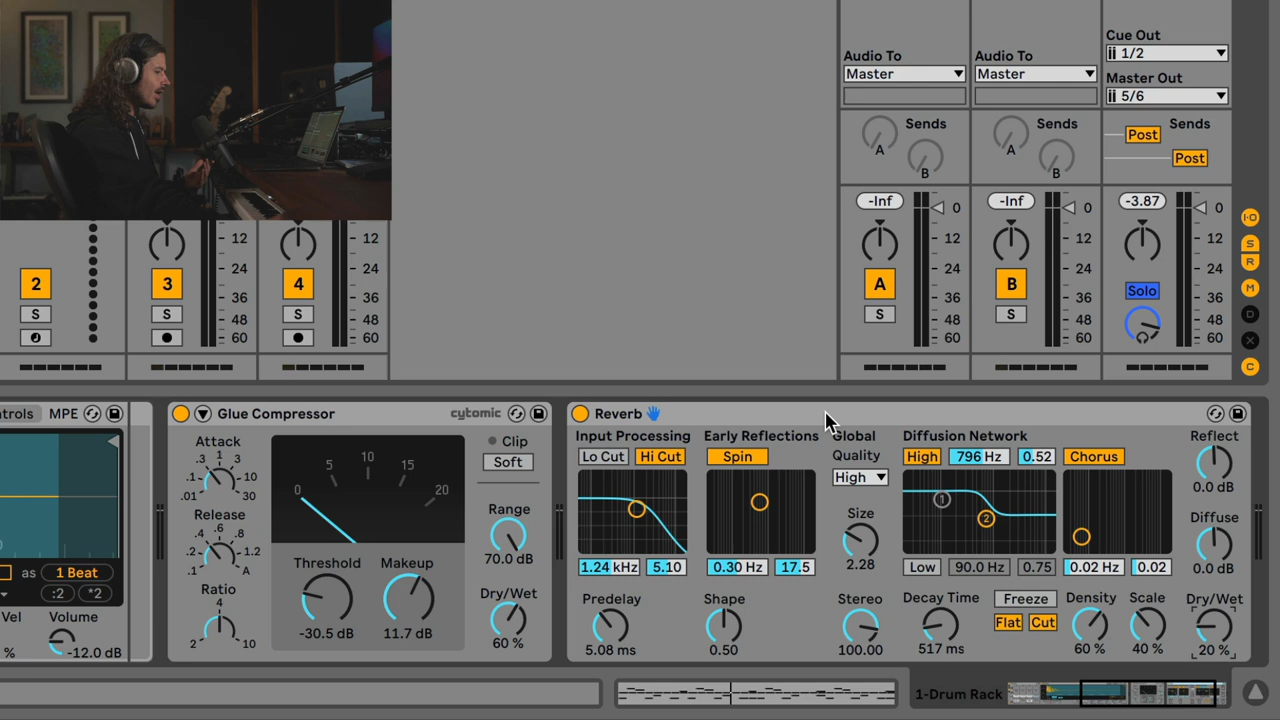 Cue Out
1/2
Audio To
Audio To
Master Out
Master
Master
5/6
Sends
Sends
Sends
A
B
A
B
Post
Post
-Inf
-Inf
-3.87
0
0
0
12
24
36
48
60
12
24
36
48
60
12
24
36
48
60
12
24
36
48
60
12
24
36
48
60
2
3
4
A
B
Solo
S
S
S
S
S
I·O
S
R
M
D
X
C
ntrols
MPE
as
1 Beat
:2
*2
Vel
Volume
%
-12.0 dB
Glue Compressor
cytomic
Attack
.01
.1
.3
1
3
10
30
Release
.1
.2
.4
.6
.8
1.2
A
Ratio
2
4
10
0
5
10
15
20
Threshold
-30.5 dB
Makeup
11.7 dB
Clip
Soft
Range
70.0 dB
Dry/Wet
60 %
Reverb
Input Processing
Lo Cut
Hi Cut
1.24 kHz
5.10
Predelay
5.08 ms
Early Reflections
Spin
0.30 Hz
17.5
Shape
0.50
Global
Quality
High
Size
2.28
Stereo
100.00
Diffusion Network
High
796 Hz
0.52
Chorus
1
2
Low
90.0 Hz
0.75
0.02 Hz
0.02
Decay Time
517 ms
Freeze
Flat
Cut
Density
60 %
Scale
40 %
Reflect
0.0 dB
Diffuse
0.0 dB
Dry/Wet
20 %
1-Drum Rack